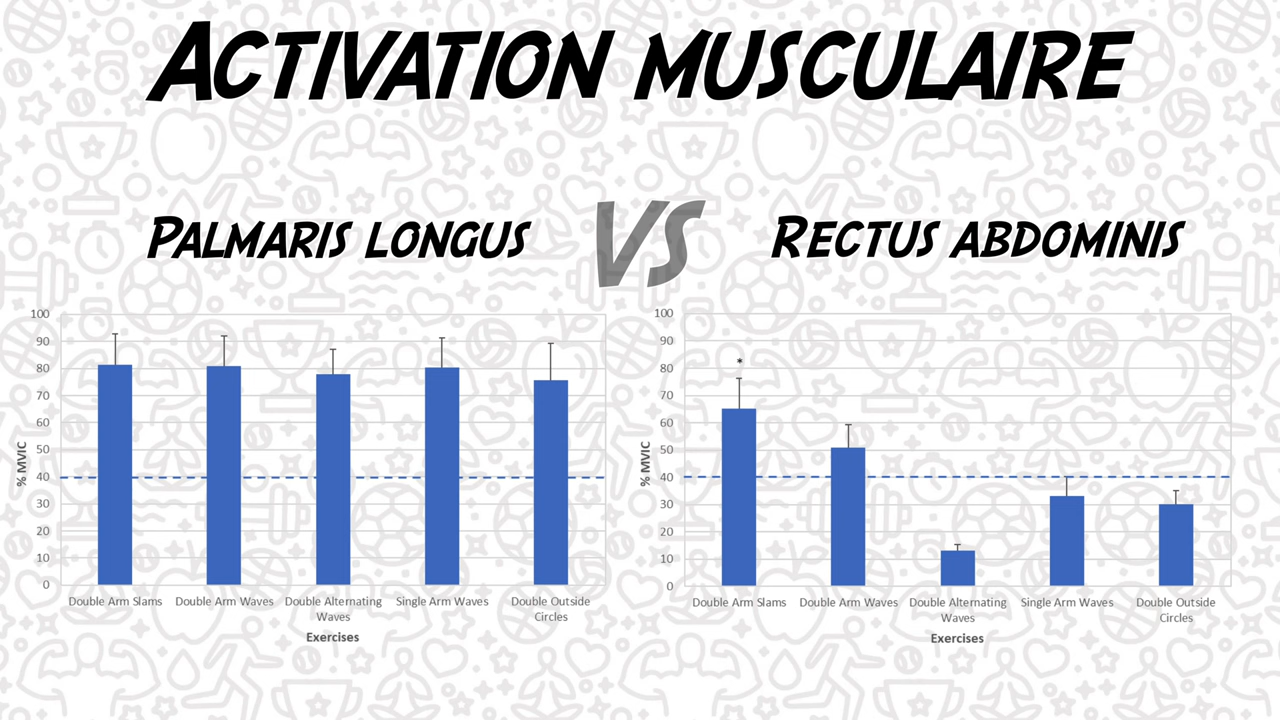 ACTIVATION MUSCULAIRE
PALMARIS LONGUS
VS
RECTUS ABDOMINIS
100
90
80
70
60
50
40
30
20
10
0
% MVIC
Double Arm Slams
Double Arm Waves
Double Alternating
Waves
Single Arm Waves
Double Outside
Circles
Exercises
100
90
80
70
60
50
40
30
20
10
0
% MVIC
*
Double Arm Slams
Double Arm Waves
Double Alternating
Waves
Single Arm Waves
Double Outside
Circles
Exercises